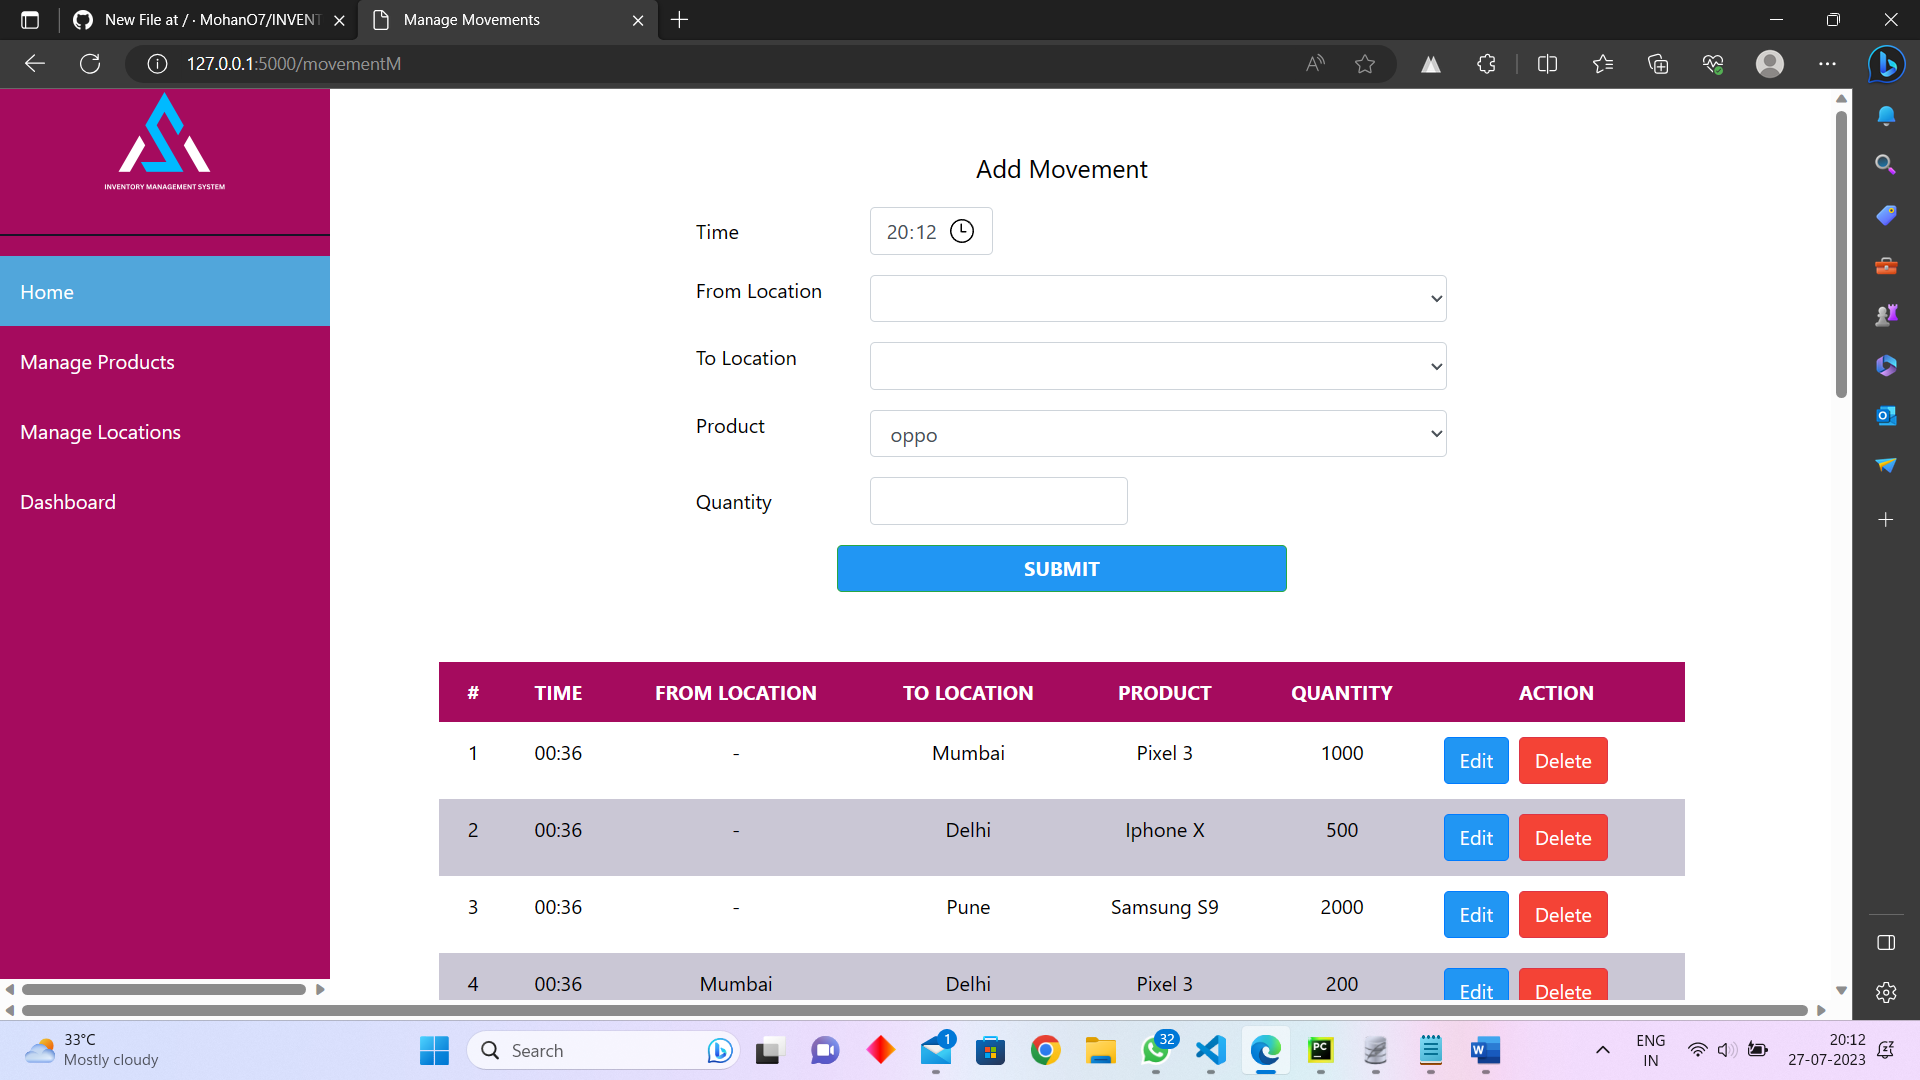 New File at / · MohanO7/INVENT
Manage Movements
127.0.0.1:5000/movementM
INVENTORY MANAGEMENT SYSTEM
Home
Manage Products
Manage Locations
Dashboard
Add Movement
Time 20:12
From Location
To Location
Product oppo
Quantity
SUBMIT
# TIME FROM LOCATION TO LOCATION PRODUCT QUANTITY ACTION
1 00:36 - Mumbai Pixel 3 1000 Edit Delete
2 00:36 - Delhi Iphone X 500 Edit Delete
3 00:36 - Pune Samsung S9 2000 Edit Delete
4 00:36 Mumbai Delhi Pixel 3 200 Edit Delete
33°C
Mostly cloudy
Search
1
32
PC
W
ENG
IN
20:12
27-07-2023